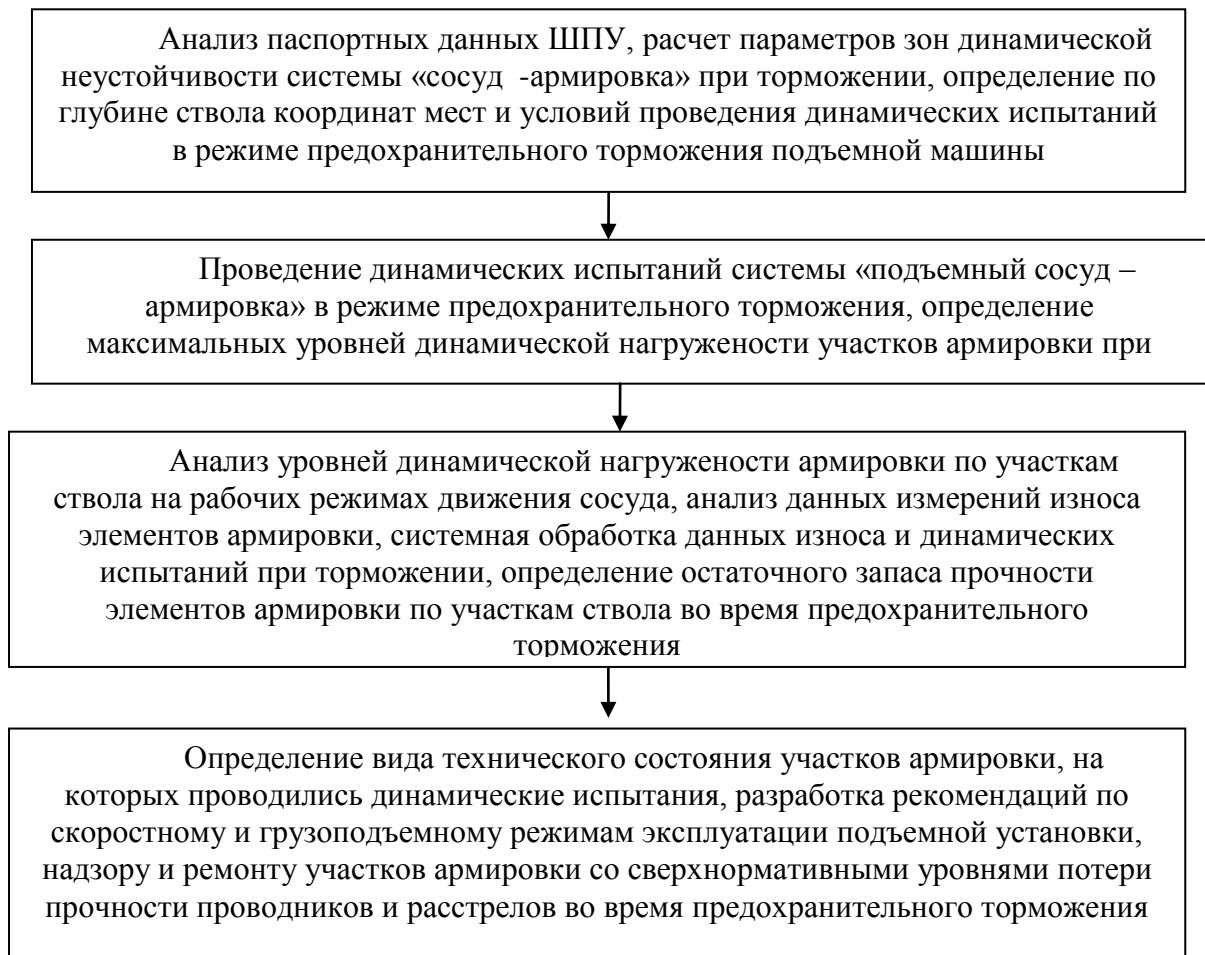 Анализ паспортных данных ШПУ, расчет параметров зон динамической
неустойчивости системы «сосуд -армировка» при торможении, определение по
глубине ствола координат мест и условий проведения динамических испытаний
в режиме предохранительного торможения подъемной машины
Проведение динамических испытаний системы «подъемный сосуд –
армировка» в режиме предохранительного торможения, определение
максимальных уровней динамической нагружености участков армировки при
Анализ уровней динамической нагружености армировки по участкам
ствола на рабочих режимах движения сосуда, анализ данных измерений износа
элементов армировки, системная обработка данных износа и динамических
испытаний при торможении, определение остаточного запаса прочности
элементов армировки по участкам ствола во время предохранительного
торможения
Определение вида технического состояния участков армировки, на
которых проводились динамические испытания, разработка рекомендаций по
скоростному и грузоподъемному режимам эксплуатации подъемной установки,
надзору и ремонту участков армировки со сверхнормативными уровнями потери
прочности проводников и расстрелов во время предохранительного торможения